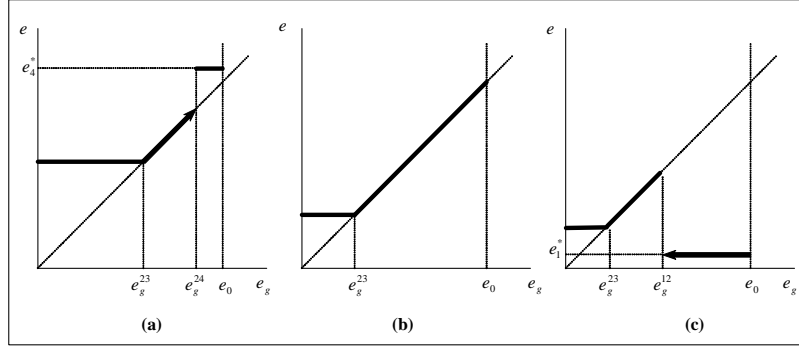 e
e
e
e_4^*
e_1^*
e_g^{23}
e_g^{24}
e_0
e_g
e_g^{23}
e_0
e_g
e_g^{23}
e_g^{12}
e_0
e_g
(a)
(b)
(c)